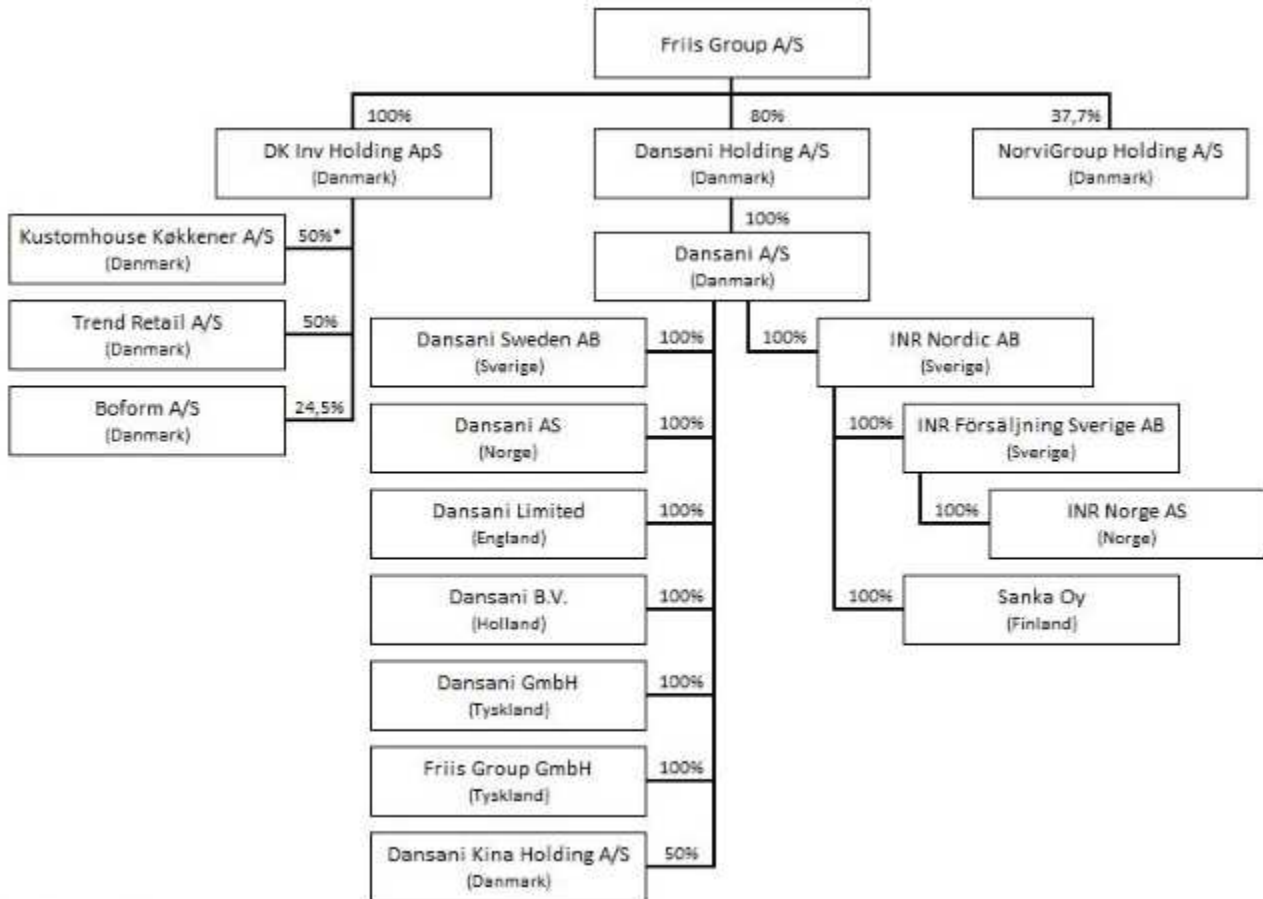 Friis Group A/S
100%
80%
37,7%
DK Inv Holding ApS
(Danmark)
Dansani Holding A/S
(Danmark)
NorviGroup Holding A/S
(Danmark)
100%
Kustomhouse Køkkener A/S
(Danmark)
50%*
Dansani A/S
(Danmark)
Trend Retail A/S
(Danmark)
50%
Boform A/S
(Danmark)
24,5%
Dansani Sweden AB
(Sverige)
100%
100%
INR Nordic AB
(Sverige)
Dansani AS
(Norge)
100%
100%
INR Försäljning Sverige AB
(Sverige)
Dansani Limited
(England)
100%
100%
INR Norge AS
(Norge)
Dansani B.V.
(Holland)
100%
100%
Sanka Oy
(Finland)
Dansani GmbH
(Tyskland)
100%
Friis Group GmbH
(Tyskland)
100%
Dansani Kina Holding A/S
(Danmark)
50%